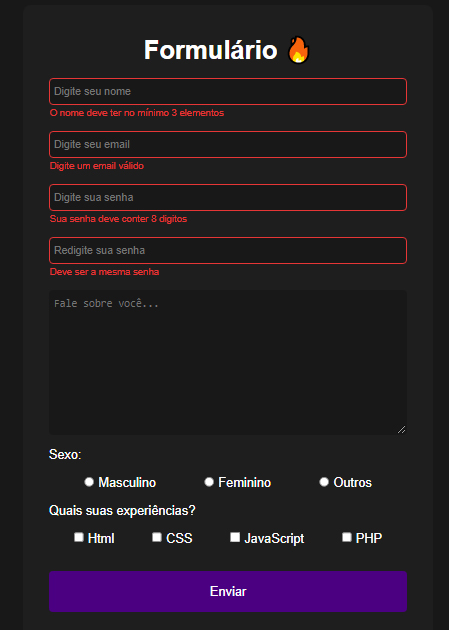 Formulário 🔥
Digite seu nome
O nome deve ter no mínimo 3 elementos
Digite seu email
Digite um email válido
Digite sua senha
Sua senha deve conter 8 digitos
Redigite sua senha
Deve ser a mesma senha
Fale sobre você...
Sexo:
Masculino Feminino Outros
Quais suas experiências?
Html CSS JavaScript PHP
Enviar